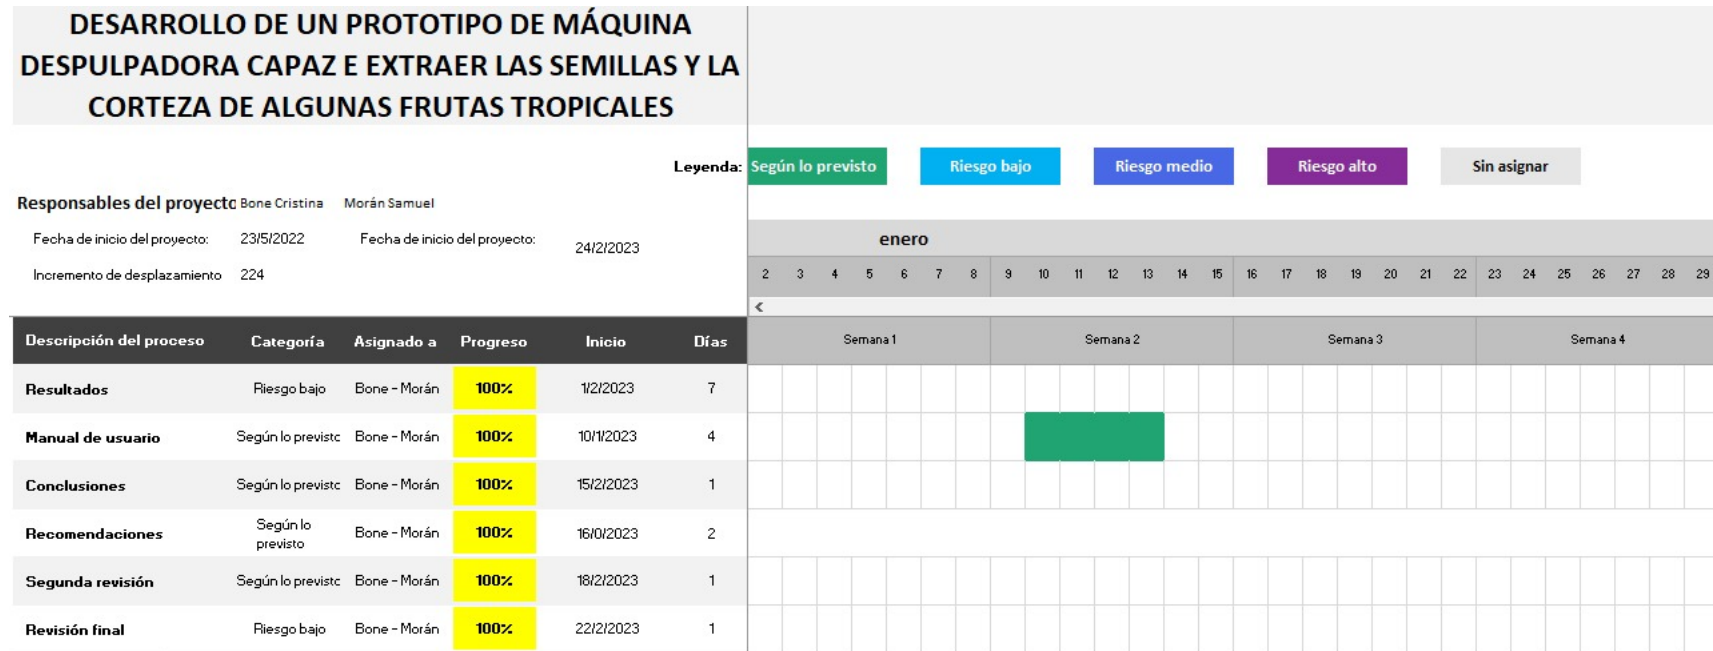 DESARROLLO DE UN PROTOTIPO DE MÁQUINA
DESPULPADORA CAPAZ E EXTRAER LAS SEMILLAS Y LA
CORTEZA DE ALGUNAS FRUTAS TROPICALES
Leyenda: Según lo previsto Riesgo bajo Riesgo medio Riesgo alto Sin asignar
Responsables del proyecto Bone Cristina Morán Samuel
Fecha de inicio del proyecto: 23/5/2022 Fecha de inicio del proyecto: 24/2/2023
enero
Incremento de desplazamiento 224
2 3 4 5 6 7 8 9 10 11 12 13 14 15 16 17 18 19 20 21 22 23 24 25 26 27 28 29
Descripción del proceso Categoría Asignado a Progreso Inicio Días Semana 1 Semana 2 Semana 3 Semana 4
Resultados Riesgo bajo Bone - Morán 100% 1/2/2023 7
Manual de usuario Según lo previsto Bone - Morán 100% 10/1/2023 4
Conclusiones Según lo previsto Bone - Morán 100% 15/2/2023 1
Recomendaciones Según lo previsto Bone - Morán 100% 16/0/2023 2
Segunda revisión Según lo previsto Bone - Morán 100% 18/2/2023 1
Revisión final Riesgo bajo Bone - Morán 100% 22/2/2023 1